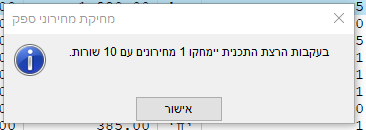 מחיקת מחירוני ספק
בעקבות הרצת התכנית יימחקו 1 מחירונים עם 10 שורות.
אישור
385.00